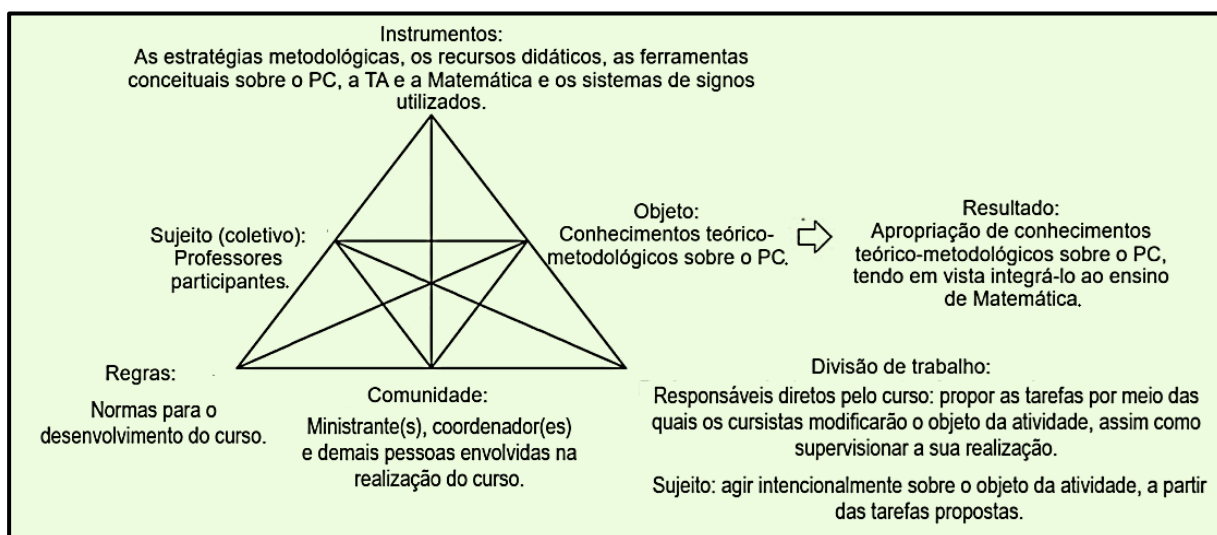 Instrumentos:
As estratégias metodológicas, os recursos didáticos, as ferramentas
conceituais sobre o PC, a TA e a Matemática e os sistemas de signos
utilizados.
Sujeito (coletivo):
Professores
participantes.
Objeto:
Conhecimentos teórico-
metodológicos sobre o PC.
Resultado:
Apropriação de conhecimentos
teórico-metodológicos sobre o PC,
tendo em vista integrá-lo ao ensino
de Matemática.
Regras:
Normas para o
desenvolvimento do curso.
Comunidade:
Ministrante(s), coordenador(es)
e demais pessoas envolvidas na
realização do curso.
Divisão de trabalho:
Responsáveis diretos pelo curso: propor as tarefas por meio das
quais os cursistas modificarão o objeto da atividade, assim como
supervisionar a sua realização.
Sujeito: agir intencionalmente sobre o objeto da atividade, a partir
das tarefas propostas.